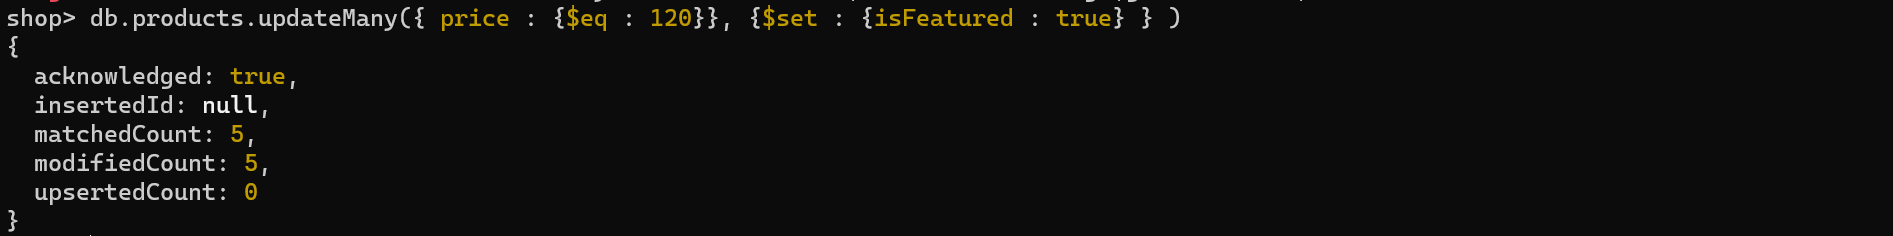 shop> db.products.updateMany({ price : {$eq : 120}}, {$set : {isFeatured : true} } )
{
  acknowledged: true,
  insertedId: null,
  matchedCount: 5,
  modifiedCount: 5,
  upsertedCount: 0
}